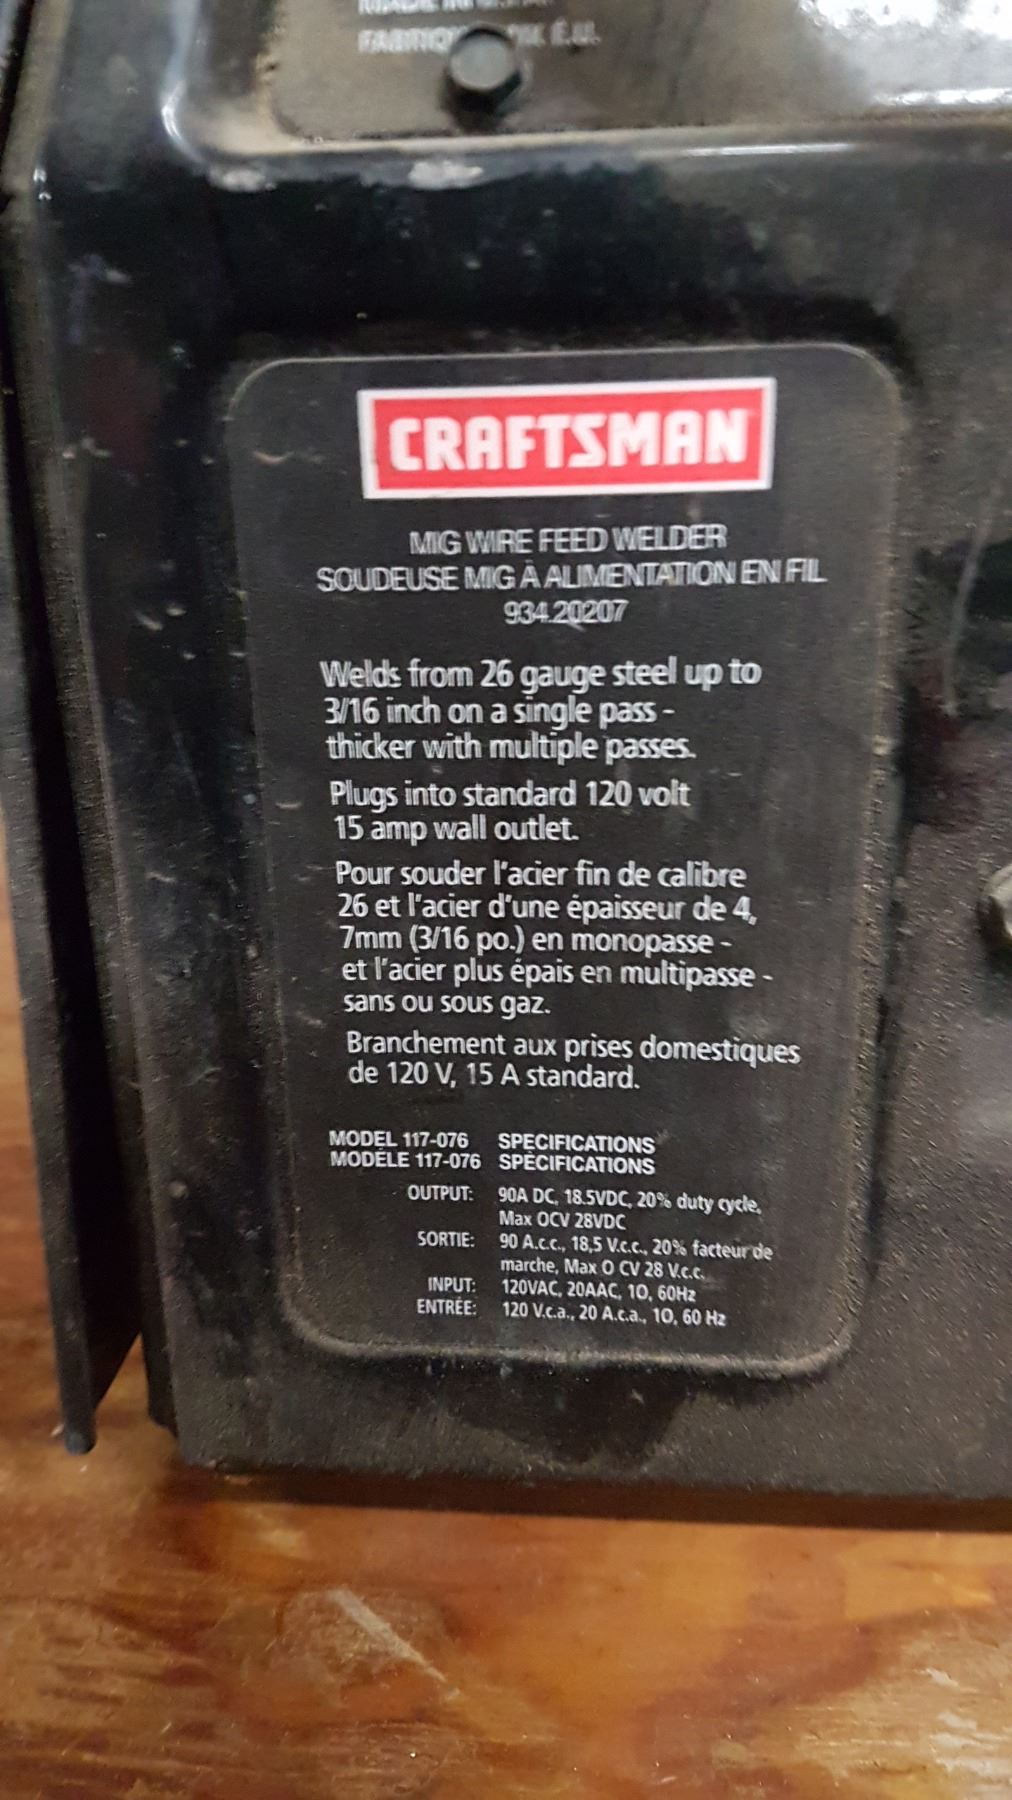 MADE IN U.S.A.
FABRIQ É.U.
CRAFTSMAN
MIG WIRE FEED WELDER
SOUDEUSE MIG À ALIMENTATION EN FIL
934.20207
Welds from 26 gauge steel up to
3/16 inch on a single pass -
thicker with multiple passes.
Plugs into standard 120 volt
15 amp wall outlet.
Pour souder l'acier fin de calibre
26 et l'acier d'une épaisseur de 4,
7mm (3/16 po.) en monopasse -
et l'acier plus épais en multipasse -
sans ou sous gaz.
Branchement aux prises domestiques
de 120 V, 15 A standard.
MODEL 117-076 SPECIFICATIONS
MODÈLE 117-076 SPÉCIFICATIONS
OUTPUT: 90A DC, 18.5VDC, 20% duty cycle,
Max OCV 28VDC
SORTIE: 90 A.c.c., 18,5 V.c.c., 20% facteur de
marche, Max O CV 28 V.c.c.
INPUT: 120VAC, 20AAC, 1O, 60Hz
ENTRÉE: 120 V.c.a., 20 A.c.a., 1O, 60 Hz